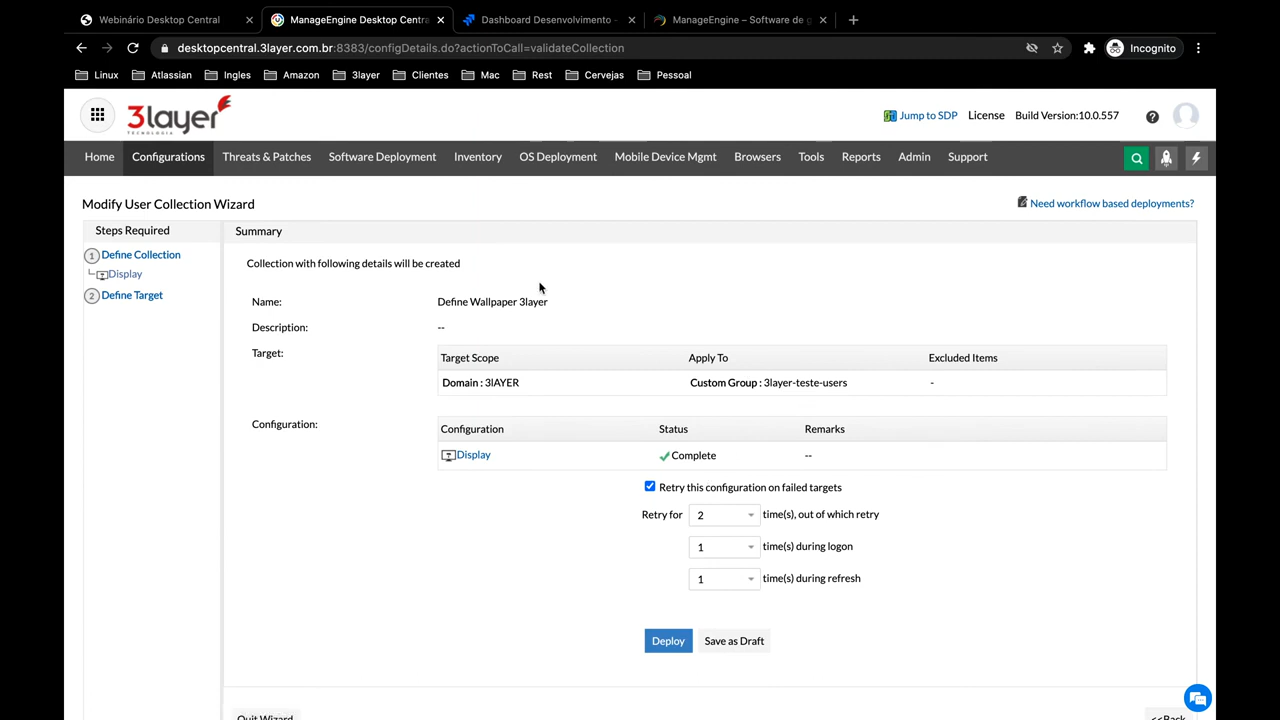 Webinário Desktop Central
ManageEngine Desktop Centra
Dashboard Desenvolvimento -
ManageEngine – Software de g
desktopcentral.3layer.com.br:8383/configDetails.do?actionToCall=validateCollection
Incognito
Linux
Atlassian
Ingles
Amazon
3layer
Clientes
Mac
Rest
Cervejas
Pessoal
3layer
TECNOLOGIA
Jump to SDP
License
Build Version:10.0.557
Home
Configurations
Threats & Patches
Software Deployment
Inventory
OS Deployment
Mobile Device Mgmt
Browsers
Tools
Reports
Admin
Support
Modify User Collection Wizard
Need workflow based deployments?
Steps Required
1 Define Collection
Display
2 Define Target
Summary
Collection with following details will be created
Name: Define Wallpaper 3layer
Description: --
Target:
Target Scope Apply To Excluded Items
Domain : 3lAYER Custom Group : 3layer-teste-users -
Configuration:
Configuration Status Remarks
Display Complete --
Retry this configuration on failed targets
Retry for 2 time(s), out of which retry
1 time(s) during logon
1 time(s) during refresh
Deploy Save as Draft
Quit Wizard <<Back